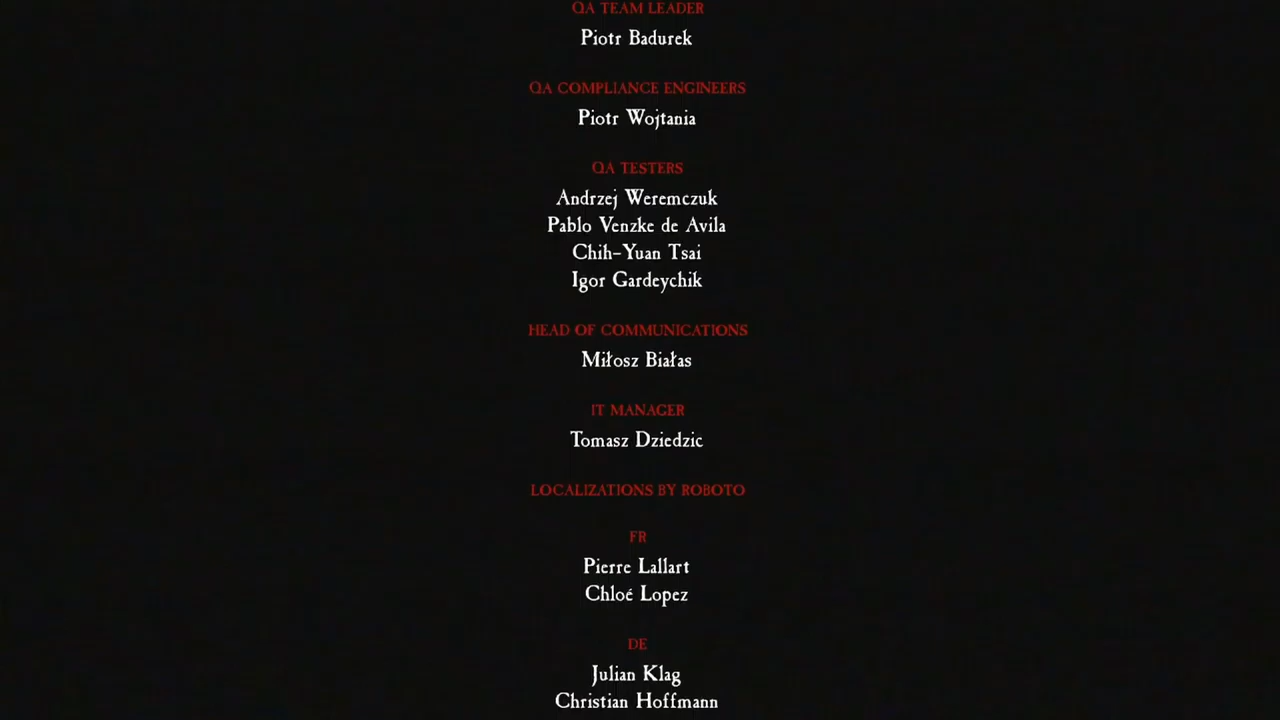 QA TEAM LEADER
Piotr Badurek
QA COMPLIANCE ENGINEERS
Piotr Wojtania
QA TESTERS
Andrzej Weremczuk
Pablo Venzke de Avila
Chih-Yuan Tsai
Igor Gardeychik
HEAD OF COMMUNICATIONS
Miłosz Białas
IT MANAGER
Tomasz Dziedzic
LOCALIZATIONS BY ROBOTO
FR
Pierre Lallart
Chloé Lopez
DE
Julian Klag
Christian Hoffmann